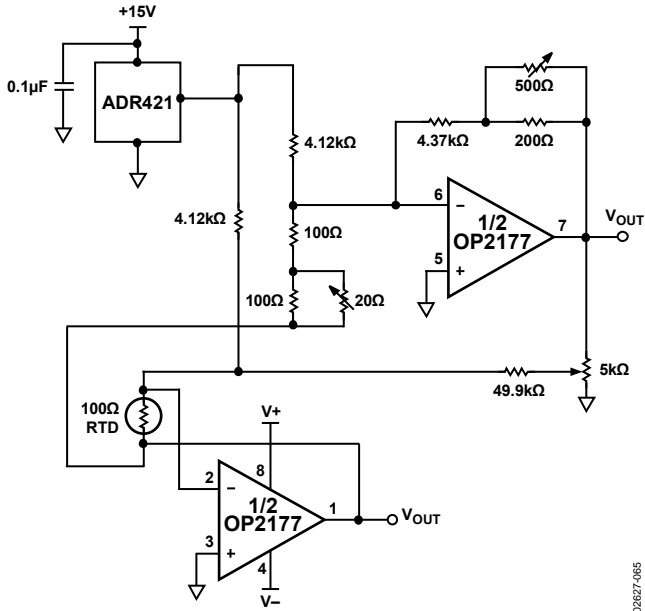 +15V
0.1µF
ADR421
500Ω
4.37kΩ
200Ω
4.12kΩ
4.12kΩ
100Ω
100Ω
20Ω
6
−
1/2
OP2177
7
VOUT
5
+
5kΩ
49.9kΩ
100Ω
RTD
V+
8
2
−
1/2
OP2177
1
VOUT
3
+
4
V−
02627-065